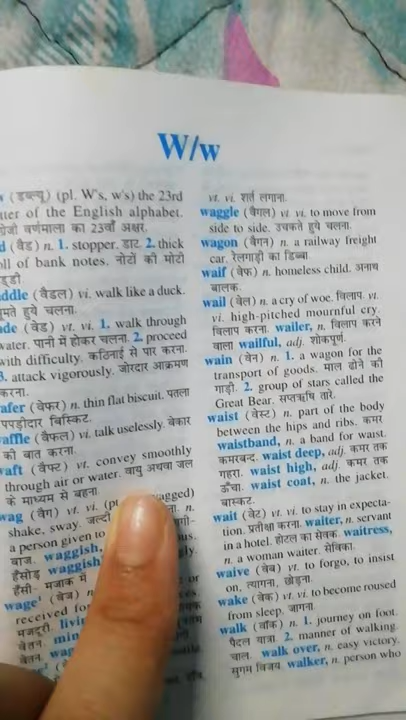 W/w
(डब्ल्यू) (pl. W's, w's) the 23rd
of the English alphabet.
वर्णमाला का 23वाँ अक्षर.
(वैड) n. 1. stopper. डाट 2. thick
of bank notes. नोटों की मोटी
(वैडल) vi. walk like a duck.
हुये चलना.
(वेड) vt. vi. 1. walk through
water. पानी में होकर चलना. 2. proceed
with difficulty. कठिनाई से पार करना.
3. attack vigorously. जोरदार आक्रमण
करना.
(वेफर) n. thin flat biscuit. पतला
पपड़ीदार बिस्किट.
(वैफल) vi. talk uselessly. बेकार
की बात करना.
(वैफ्ट) vt. convey smoothly
through air or water. वायु अथवा जल
के माध्यम से बहना.
wag (वैग) vt. vi.
shake, sway. n.
a person given to
waggish,
हँसोड़ waggish
हँसी- मजाक में
wage' (वेज) n.
received for
मजदूरी.
वेतन
वेतन
vt. vi. शर्त लगाना.
waggle (वैगल) vt. vi. to move from
side to side. उचकते हुये चलना.
wagon (वैगन) n. a railway freight
car. रेलगाड़ी का डिब्बा
waif (वेफ) n. homeless child. अनाथ
बालक.
wail (वेल) n. a cry of woe. विलाप. vt.
vi. high-pitched mournful cry.
विलाप करना. wailer, n. विलाप करने
वाला wailful, adj. शोकपूर्ण.
wain (वेन) n. 1. a wagon for the
transport of goods. माल ढोने की
गाड़ी. 2. group of stars called the
Great Bear. सप्तऋषि तारे.
waist (वेस्ट) n. part of the body
between the hips and ribs. कमर
waistband, n. a band for waist.
कमरबन्द. waist deep, adj. कमर तक
गहरा. waist high, adj. कमर तक
ऊँचा. waist coat, n. the jacket.
वास्कट.
wait (वेट) vt. vi. to stay in expecta-
tion. प्रतीक्षा करना. waiter, n. servant
in a hotel. होटल का सेवक. waitress,
n. a woman waiter. सेविका.
waive (वेव) vt. to forgo, to insist
on, त्यागना, छोड़ना.
wake (वेक) vt. vi. to become roused
from sleep. जागना.
walk (वॉक) n. 1. journey on foot.
पैदल यात्रा. 2. manner of walking.
चाल. walk over, n. easy victory.
सुगम विजय walker, n. person who